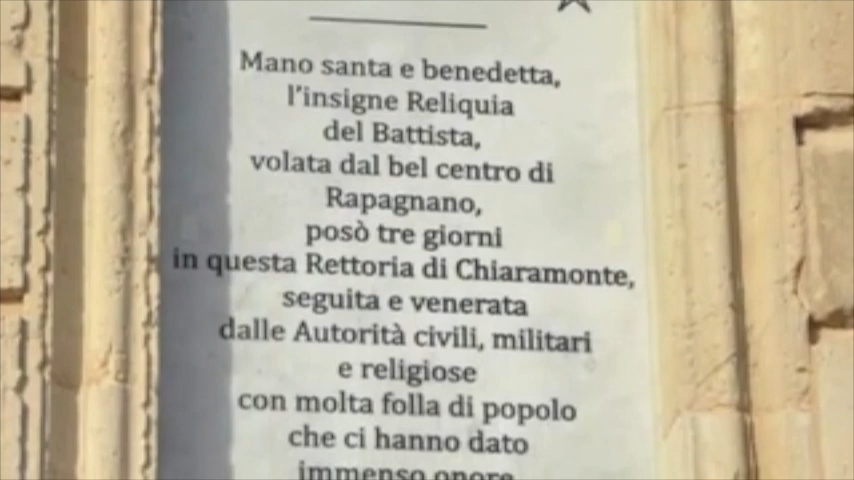 Mano santa e benedetta,
l'insigne Reliquia
del Battista,
volata dal bel centro di
Rapagnano,
posò tre giorni
in questa Rettoria di Chiaramonte,
seguita e venerata
dalle Autorità civili, militari
e religiose
con molta folla di popolo
che ci hanno dato
immenso onore